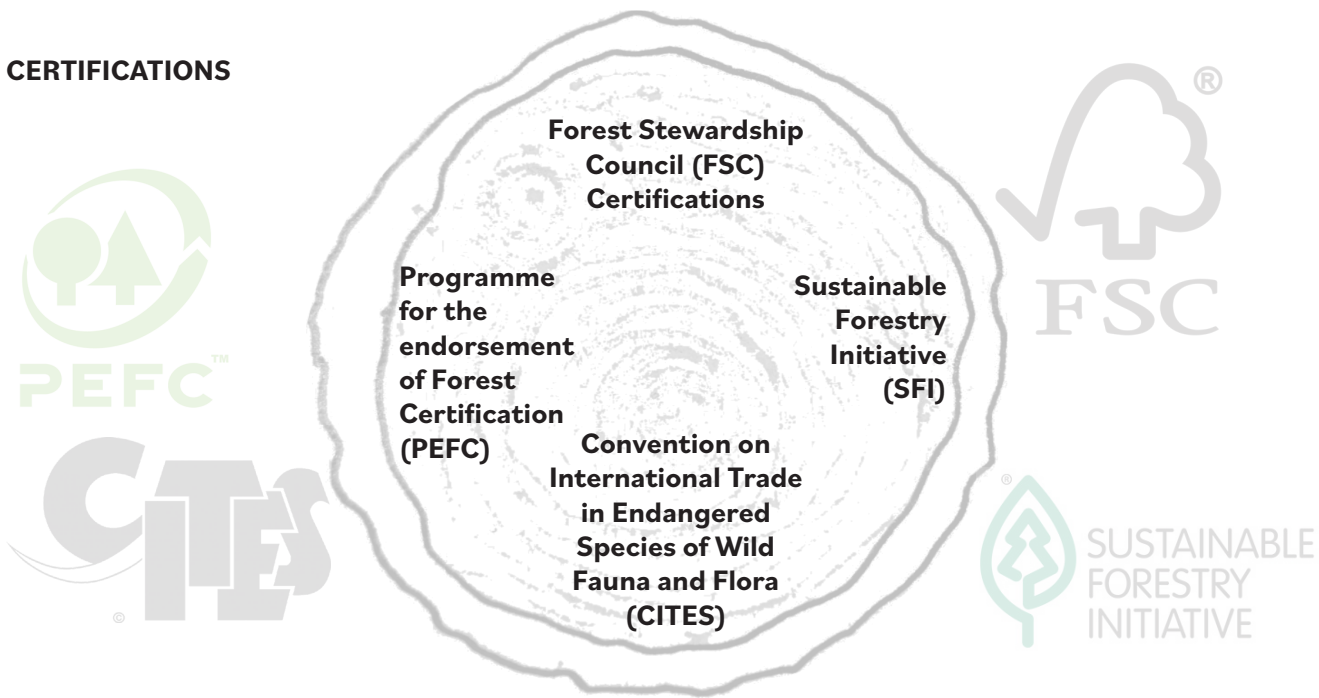 CERTIFICATIONS
Forest Stewardship
Council (FSC)
Certifications
Programme
for the
endorsement
of Forest
Certification
(PEFC)
Sustainable
Forestry
Initiative
(SFI)
Convention on
International Trade
in Endangered
Species of Wild
Fauna and Flora
(CITES)
PEFC™
CITES
©
®
FSC
®
SUSTAINABLE
FORESTRY
INITIATIVE